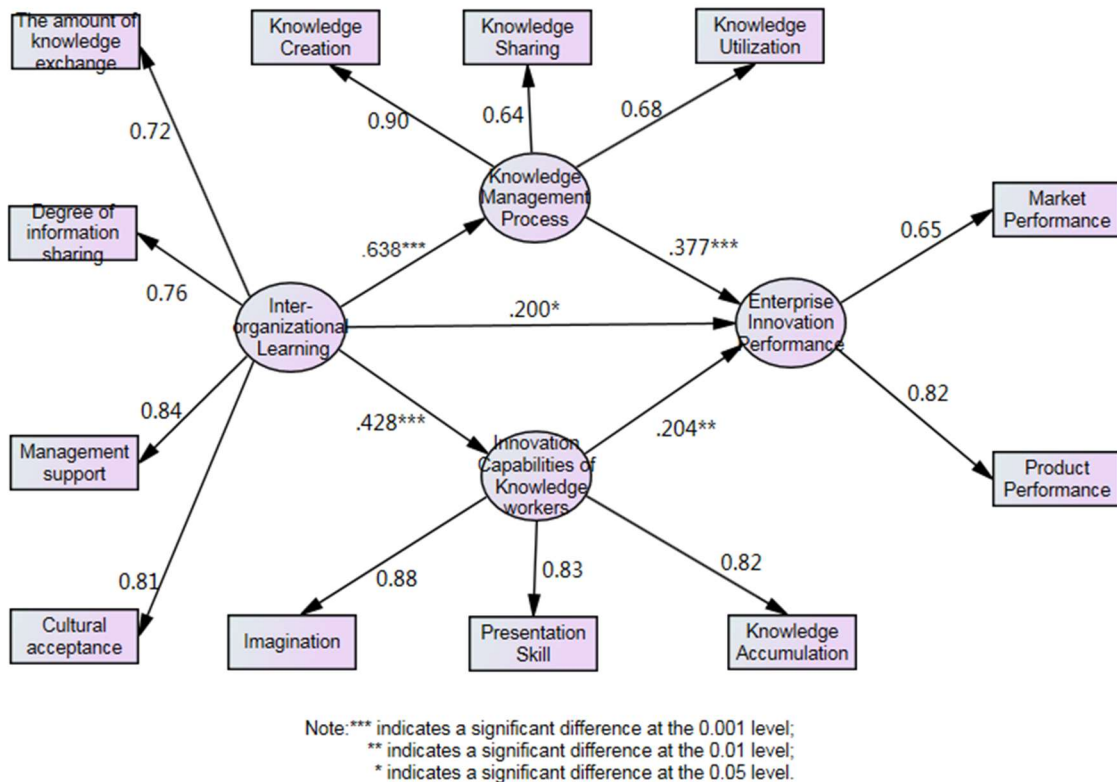 The amount of
knowledge
exchange
Knowledge
Creation
Knowledge
Sharing
Knowledge
Utilization
0.72
0.90
0.64
0.68
Knowledge
Management
Process
Degree of
information
sharing
Market
Performance
0.65
.638***
.377***
0.76
Inter-
organizational
Learning
.200*
Enterprise
Innovation
Performance
0.84
.428***
.204**
0.82
Management
support
Innovation
Capabilities of
Knowledge
workers
Product
Performance
0.81
0.88
0.83
0.82
Cultural
acceptance
Imagination
Presentation
Skill
Knowledge
Accumulation
Note:*** indicates a significant difference at the 0.001 level;
** indicates a significant difference at the 0.01 level;
* indicates a significant difference at the 0.05 level.